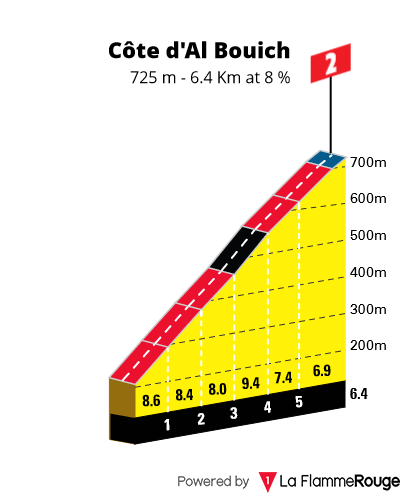 Côte d'Al Bouich
725 m - 6.4 Km at 8 %
2
700m
600m
500m
400m
300m
200m
8.6 8.4 8.0 9.4 7.4 6.9
1 2 3 4 5 6.4
Powered by 1 La FlammeRouge